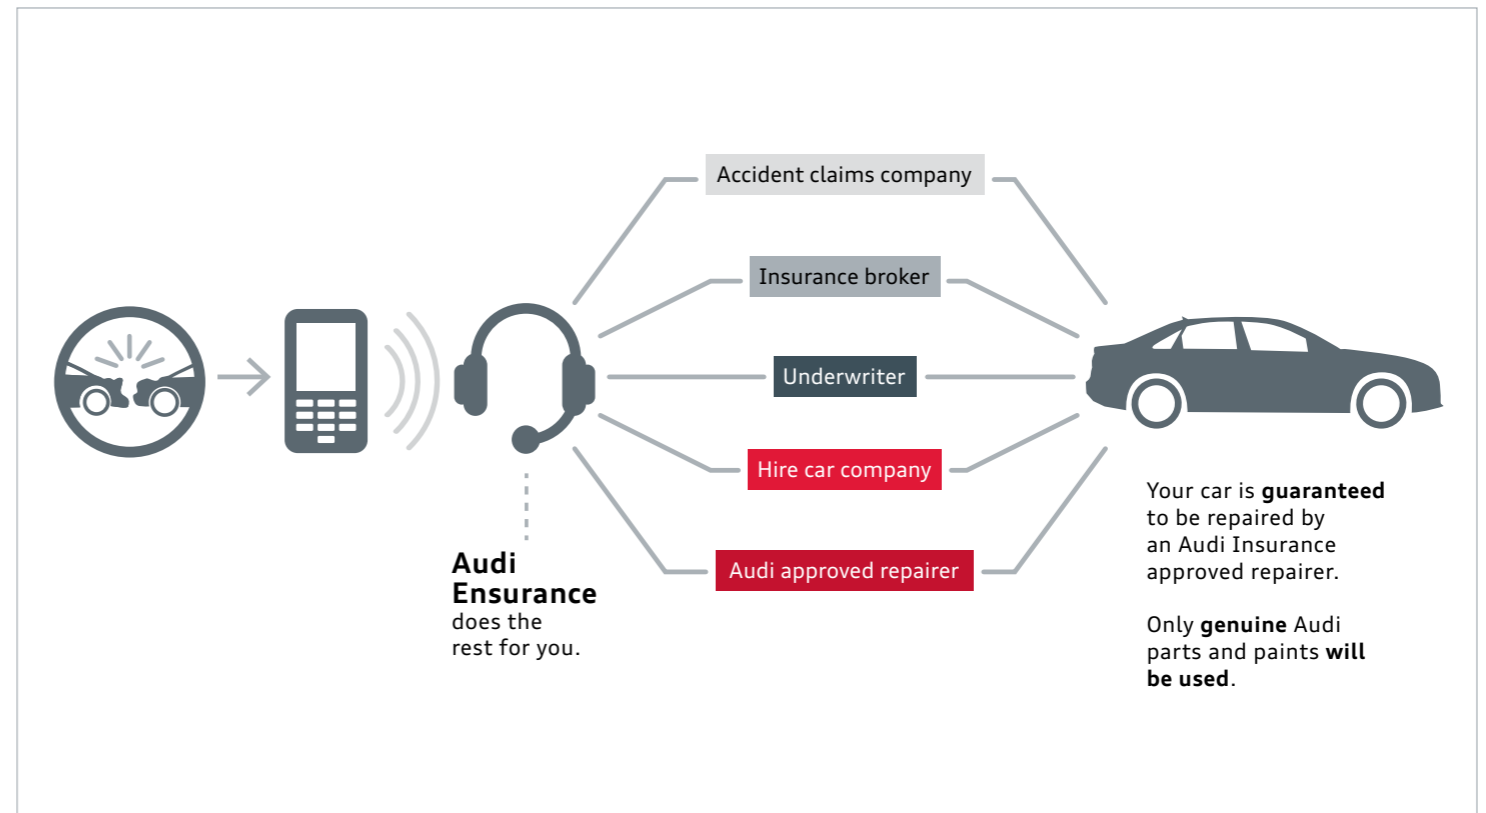 Accident claims company
Insurance broker
Underwriter
Hire car company
Audi approved repairer
Audi
Ensurance
does the
rest for you.
Your car is guaranteed
to be repaired by
an Audi Insurance
approved repairer.
Only genuine Audi
parts and paints will
be used.